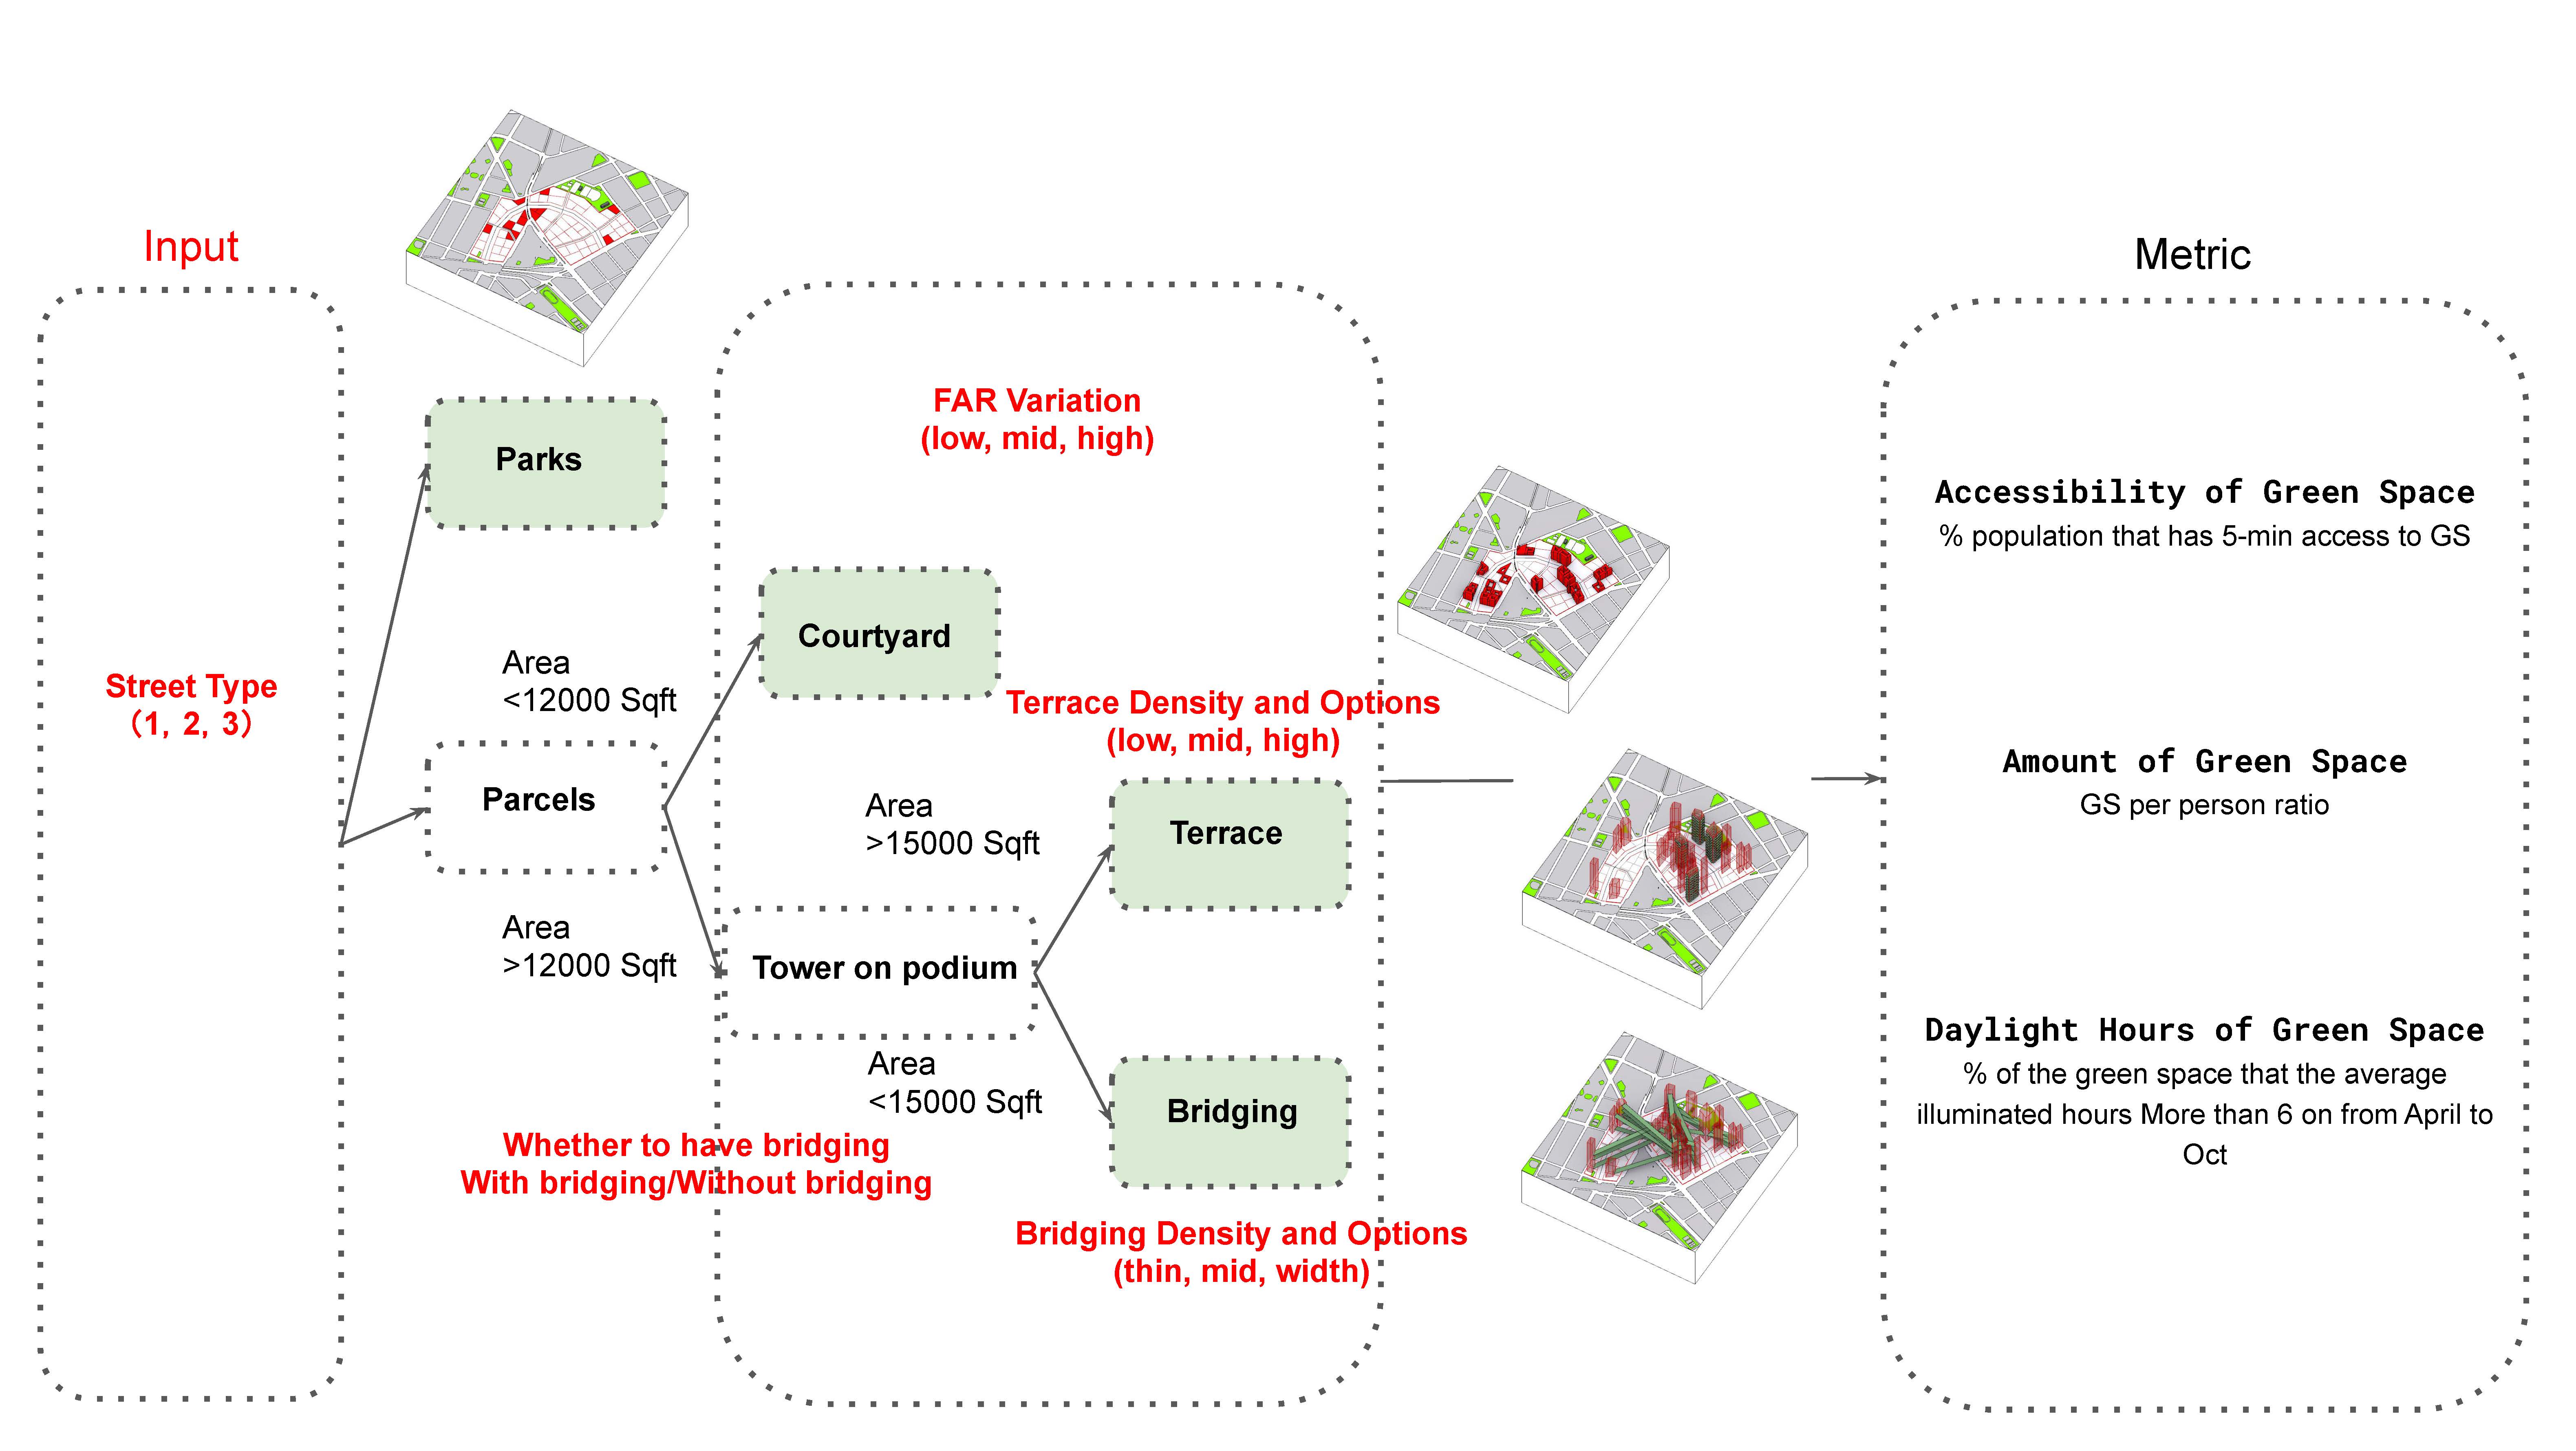 Input
Metric
Street Type
(1, 2, 3)
Parks
Area
<12000 Sqft
Parcels
Area
>12000 Sqft
FAR Variation
(low, mid, high)
Courtyard
Terrace Density and Options
(low, mid, high)
Area
>15000 Sqft
Terrace
Tower on podium
Area
<15000 Sqft
Bridging
Whether to have bridging
With bridging/Without bridging
Bridging Density and Options
(thin, mid, width)
Accessibility of Green Space
% population that has 5-min access to GS
Amount of Green Space
GS per person ratio
Daylight Hours of Green Space
% of the green space that the average
illuminated hours More than 6 on from April to
Oct